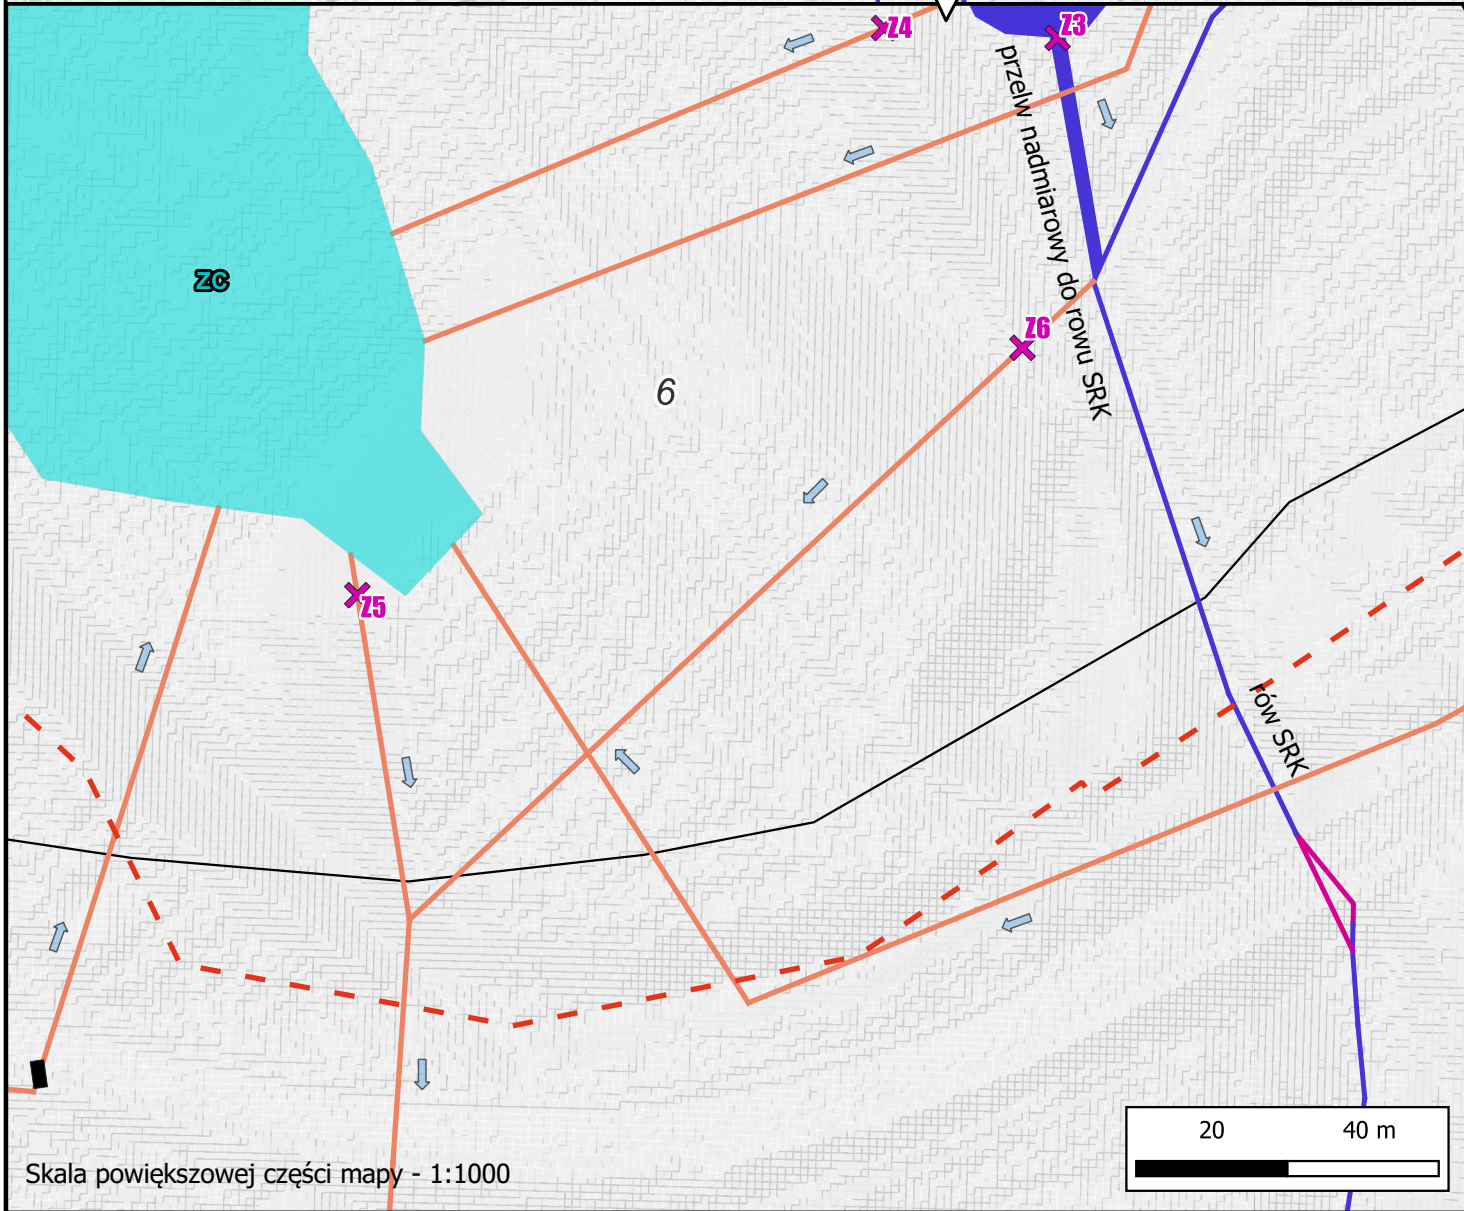 Z4
Z3
przelw nadmiarowy do rowu SRK
ZC
Z6
6
Z5
rów SRK
20 40 m
Skala powiększowej części mapy - 1:1000